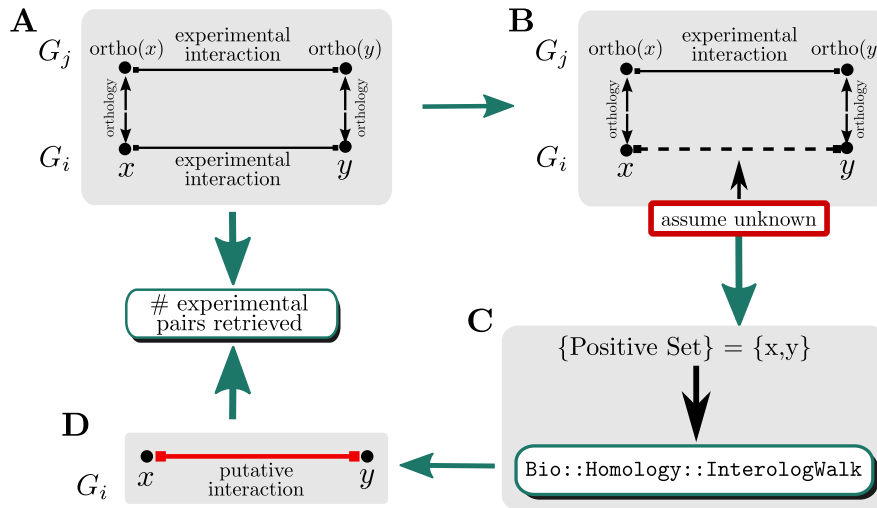 A
G_j
ortho(x)
experimental
interaction
ortho(y)
orthology
orthology
G_i
x
experimental
interaction
y
B
G_j
ortho(x)
experimental
interaction
ortho(y
orthology
orthology
G_i
x
y
assume unknown
# experimental
pairs retrieved
C
{Positive Set} = {x,y}
Bio::Homology::InterologWalk
D
x
putative
interaction
y
G_i